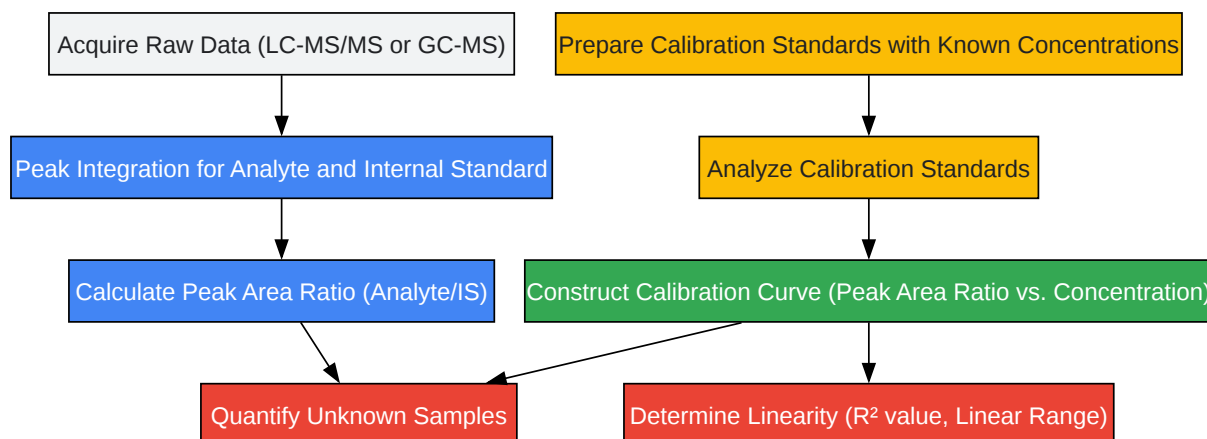 Acquire Raw Data (LC-MS/MS or GC-MS)
Prepare Calibration Standards with Known Concentrations
Peak Integration for Analyte and Internal Standard
Analyze Calibration Standards
Calculate Peak Area Ratio (Analyte/IS)
Construct Calibration Curve (Peak Area Ratio vs. Concentration)
Quantify Unknown Samples
Determine Linearity (R² value, Linear Range)